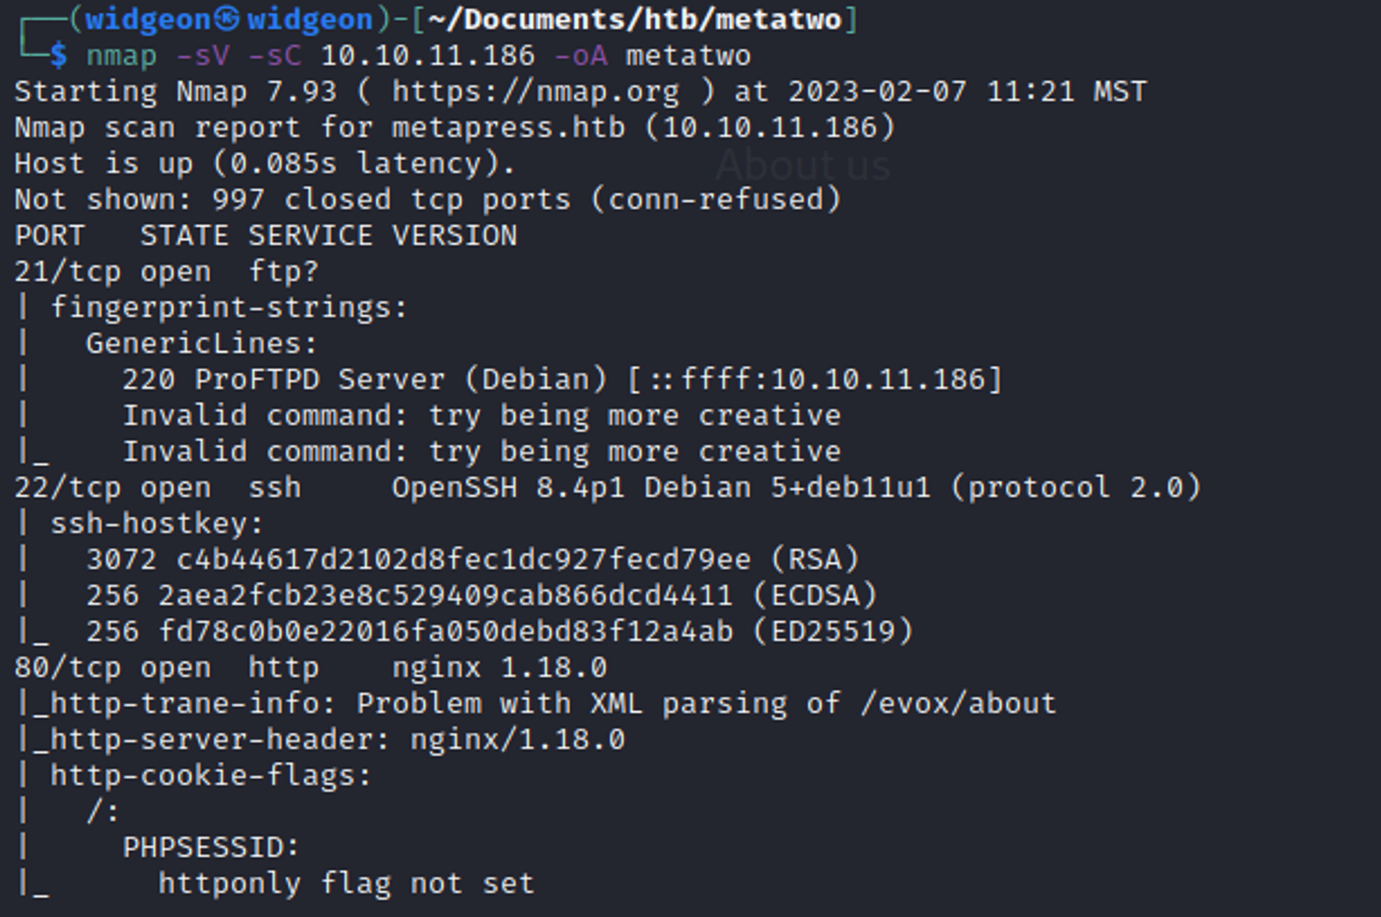 ┌──(widgeon㉿widgeon)-[~/Documents/htb/metatwo]
└─$ nmap -sV -sC 10.10.11.186 -oA metatwo
Starting Nmap 7.93 ( https://nmap.org ) at 2023-02-07 11:21 MST
Nmap scan report for metapress.htb (10.10.11.186)
Host is up (0.085s latency).
About us
Not shown: 997 closed tcp ports (conn-refused)
PORT   STATE SERVICE VERSION
21/tcp open  ftp?
| fingerprint-strings:
|   GenericLines:
|     220 ProFTPD Server (Debian) [::ffff:10.10.11.186]
|     Invalid command: try being more creative
|_    Invalid command: try being more creative
22/tcp open  ssh     OpenSSH 8.4p1 Debian 5+deb11u1 (protocol 2.0)
| ssh-hostkey:
|   3072 c4b44617d2102d8fec1dc927fecd79ee (RSA)
|   256 2aea2fcb23e8c529409cab866dcd4411 (ECDSA)
|_  256 fd78c0b0e22016fa050debd83f12a4ab (ED25519)
80/tcp open  http    nginx 1.18.0
|_http-trane-info: Problem with XML parsing of /evox/about
|_http-server-header: nginx/1.18.0
| http-cookie-flags:
|   /:
|     PHPSESSID:
|_      httponly flag not set